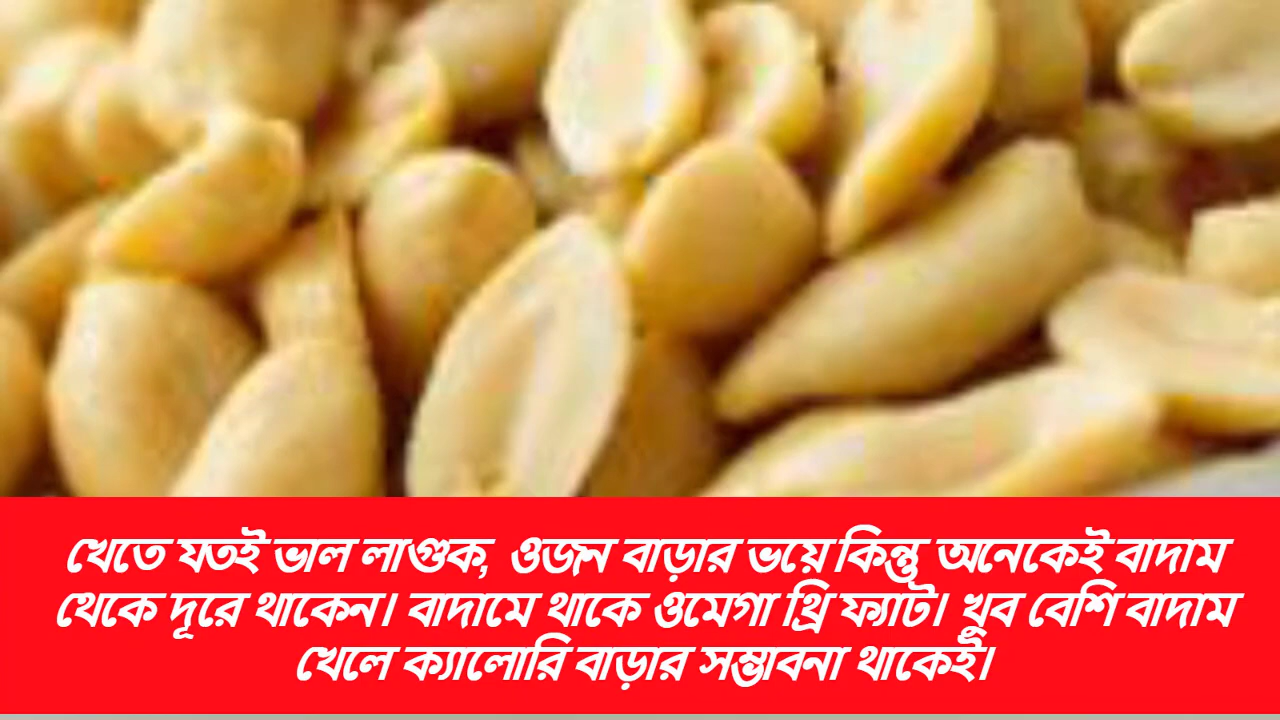 খেতে যতই ভাল লাগুক, ওজন বাড়ার ভয়ে কিন্তু অনেকেই বাদাম
থেকে দূরে থাকেন। বাদামে থাকে ওমেগা থ্রি ফ্যাট। খুব বেশি বাদাম
খেলে ক্যালোরি বাড়ার সম্ভাবনা থাকেই।